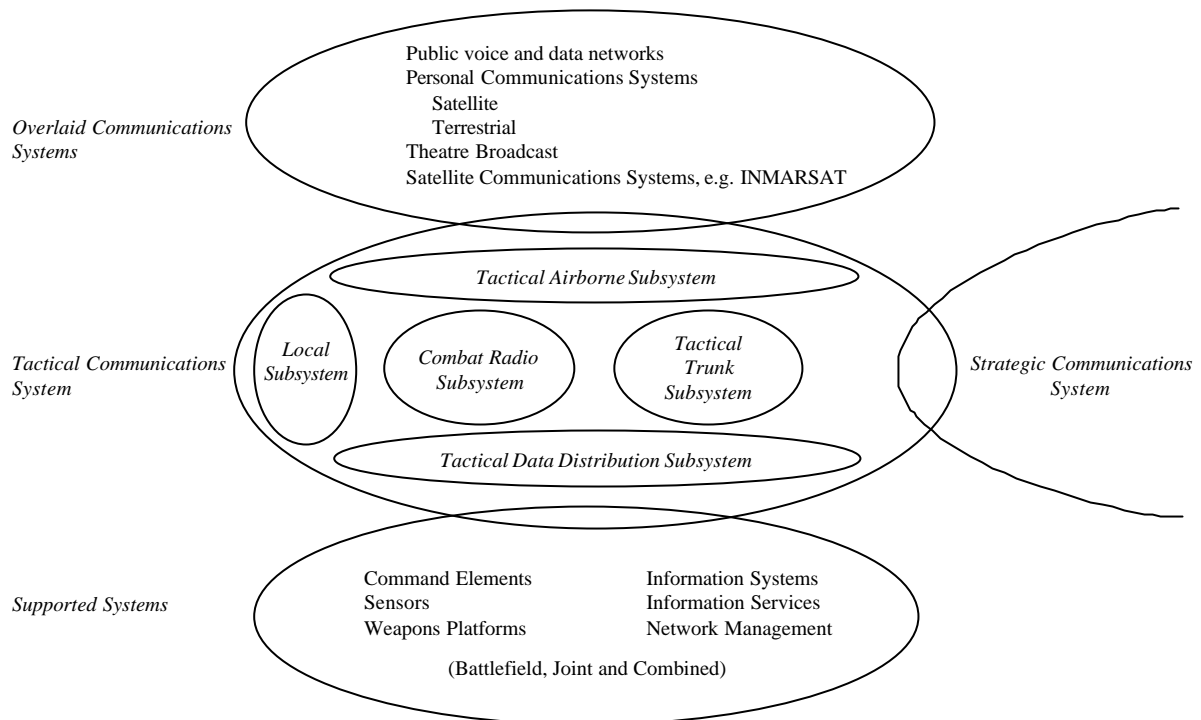 Public voice and data networks
Personal Communications Systems
Satellite
Terrestrial
Theatre Broadcast
Satellite Communications Systems, e.g. INMARSAT
Overlaid Communications
Systems
Tactical Airborne Subsystem
Local
Subsystem
Combat Radio
Subsystem
Tactical
Trunk
Subsystem
Tactical Data Distribution Subsystem
Tactical Communications
System
Strategic Communications
System
Supported Systems
Command Elements
Sensors
Weapons Platforms
Information Systems
Information Services
Network Management
(Battlefield, Joint and Combined)